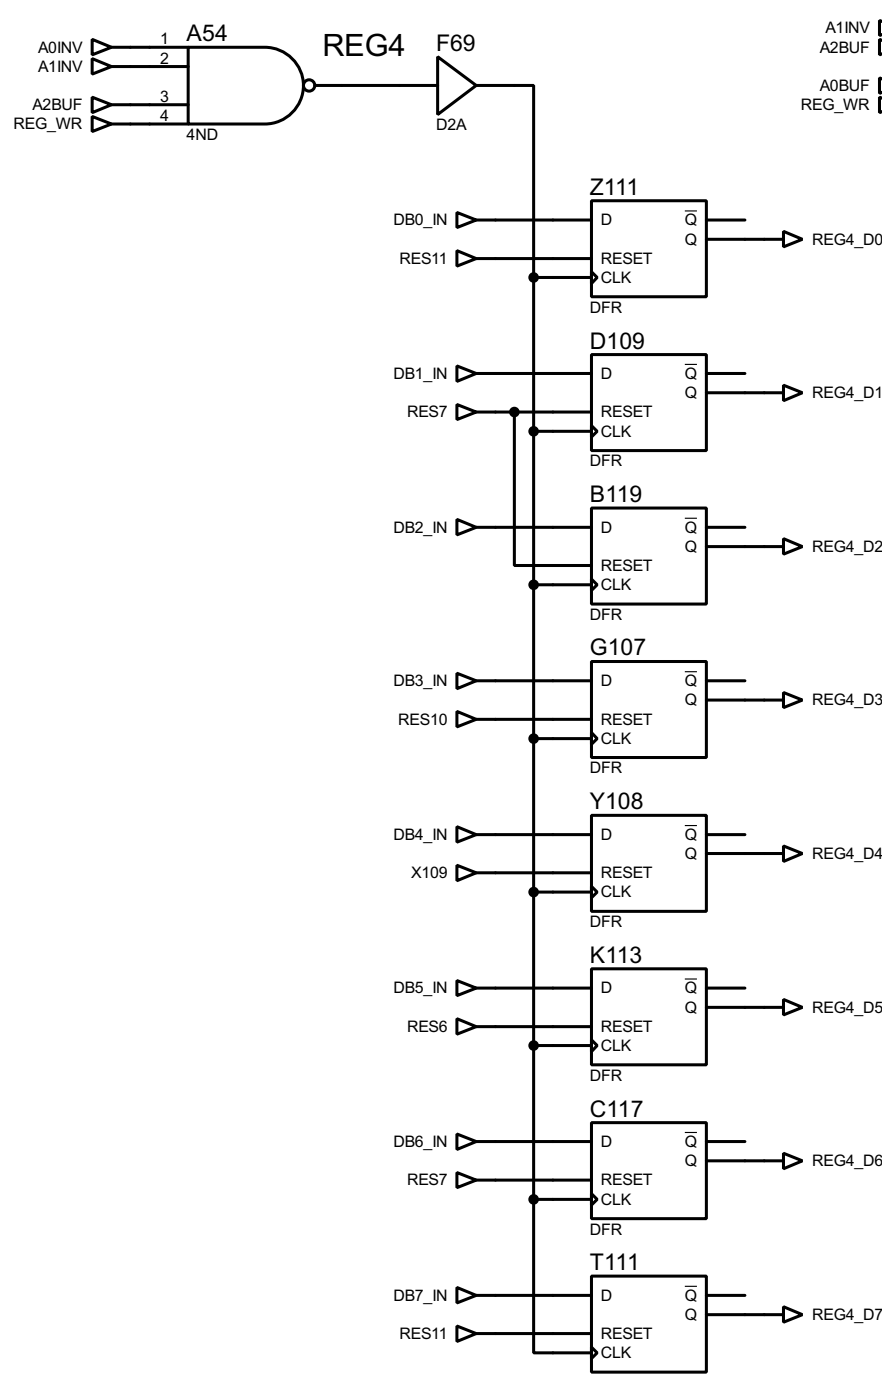 A54
REG4
F69
A0INV 1
A1INV 2
A2BUF 3
REG_WR 4
4ND
D2A
A1INV
A2BUF
A0BUF
REG_WR
Z111
DB0_IN D Q
Q REG4_D0
RES11 RESET
CLK
DFR
D109
DB1_IN D Q
Q REG4_D1
RES7 RESET
CLK
DFR
B119
DB2_IN D Q
Q REG4_D2
RESET
CLK
DFR
G107
DB3_IN D Q
Q REG4_D3
RES10 RESET
CLK
DFR
Y108
DB4_IN D Q
Q REG4_D4
X109 RESET
CLK
DFR
K113
DB5_IN D Q
Q REG4_D5
RES6 RESET
CLK
DFR
C117
DB6_IN D Q
Q REG4_D6
RES7 RESET
CLK
DFR
T111
DB7_IN D Q
Q REG4_D7
RES11 RESET
CLK